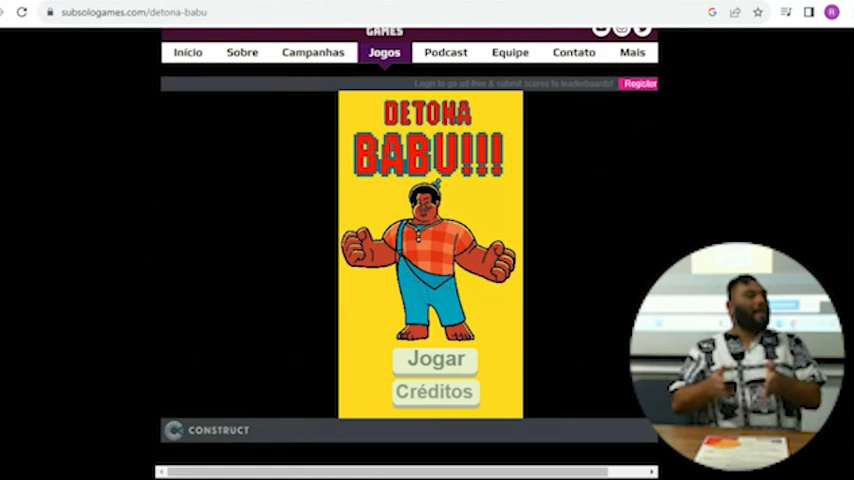 subsologames.com/detona-babu
R
GAMES
Início Sobre Campanhas Jogos Podcast Equipe Contato Mais
Login to go ad-free & submit scores to leaderboards! Register
DETONA
BABU!!!
Jogar
Créditos
CONSTRUCT